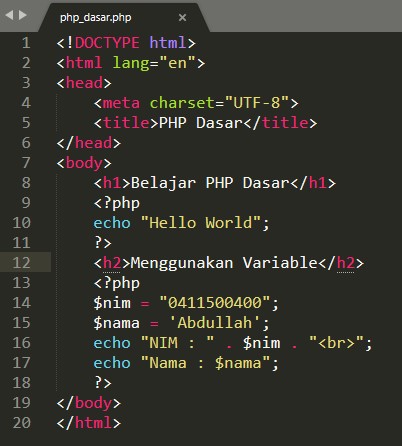 php_dasar.php ×
1 <!DOCTYPE html>
2 <html lang="en">
3 <head>
4     <meta charset="UTF-8">
5     <title>PHP Dasar</title>
6 </head>
7 <body>
8     <h1>Belajar PHP Dasar</h1>
9     <?php
10     echo "Hello World";
11     ?>
12     <h2>Menggunakan Variable</h2>
13     <?php
14     $nim = "0411500400";
15     $nama = 'Abdullah';
16     echo "NIM : " . $nim . "<br>";
17     echo "Nama : $nama";
18     ?>
19 </body>
20 </html>